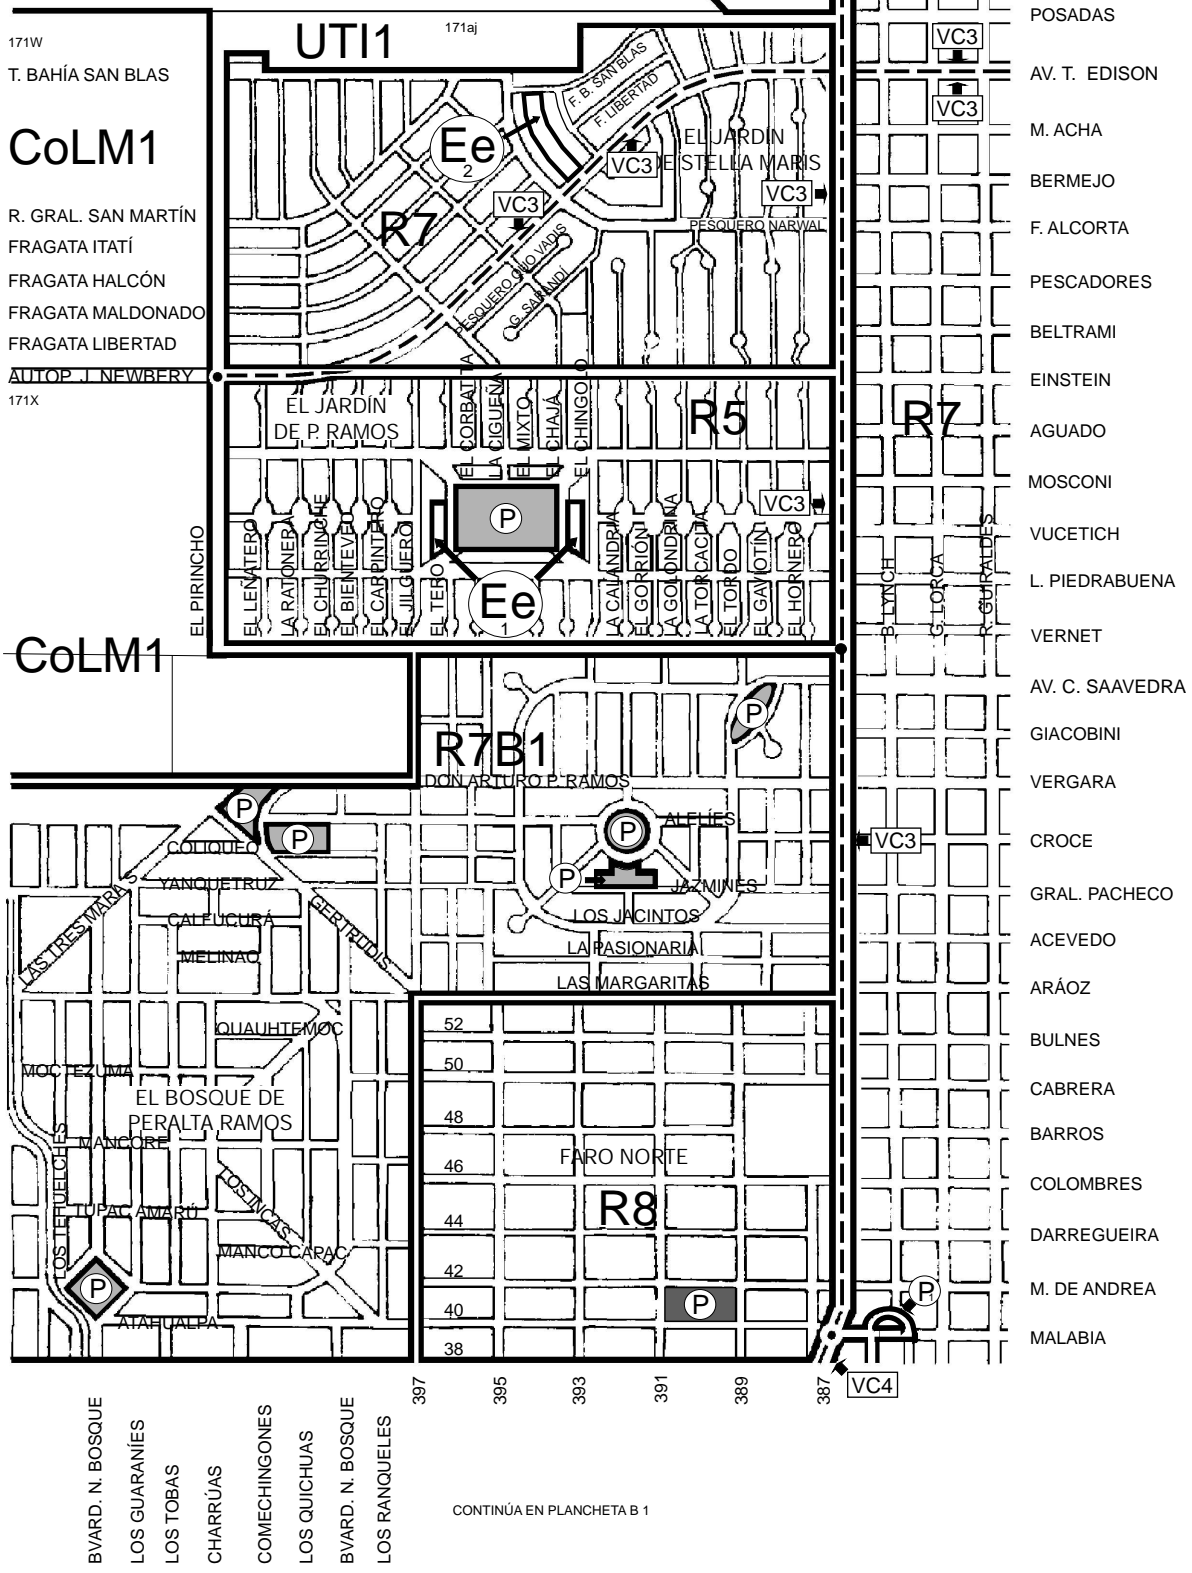 171W
T. BAHÍA SAN BLAS
CoLM1
R. GRAL. SAN MARTÍN
FRAGATA ITATÍ
FRAGATA HALCÓN
FRAGATA MALDONADO
FRAGATA LIBERTAD
AUTOP. J. NEWBERY
171X
UTI1
171aj
F. B. SAN BLAS
F. LIBERTAD
Ee
2
R7
VC3
VC3
VC3
VC3
VC3
EL JARDÍN
DE STELLA MARIS
PESQUERO NARWAL
PESQUERO QUO VADIS
G. SARANDÍ
EL JARDÍN
DE P. RAMOS
EL CORBATITA
LA CIGUEÑA
EL MIXTO
EL CHAJÁ
EL CHINGOLO
R5
R7
P
VC3
Ee
1
EL PIRINCHO
EL LEÑATERO
LA RATONERA
EL CHURRINCHE
EL BIENTEVEO
EL CARPINTERO
EL JILGUERO
EL TERO
LA CALANDRIA
EL GORRIÓN
LA GOLONDRINA
LA TORCACITA
EL TORDO
EL GAVIOTÍN
EL HORNERO
B. LYNCH
G. LORCA
R. GUIRALDES
CoLM1
R7B1
P
DON ARTURO P. RAMOS
P
P
P
P
ALELÍES
JAZMINES
LOS JACINTOS
LA PASIONARIA
LAS MARGARITAS
VC3
COLIQUEO
YANQUETRUZ
CALFUCURÁ
MELINAO
LAS TRES MARÍAS
GERTRUDIS
QUAUHTEMOC
MOCTEZUMA
EL BOSQUE DE
PERALTA RAMOS
MANCORE
LOS TEHUELCHES
TUPAC AMARÚ
LOS INCAS
MANCO CAPAC
P
ATAHUALPA
52
50
48
46
44
42
40
38
FARO NORTE
R8
P
P
1
VC4
397
395
393
391
389
387
POSADAS
AV. T. EDISON
M. ACHA
BERMEJO
F. ALCORTA
PESCADORES
BELTRAMI
EINSTEIN
AGUADO
MOSCONI
VUCETICH
L. PIEDRABUENA
VERNET
AV. C. SAAVEDRA
GIACOBINI
VERGARA
CROCE
GRAL. PACHECO
ACEVEDO
ARÁOZ
BULNES
CABRERA
BARROS
COLOMBRES
DARREGUEIRA
M. DE ANDREA
MALABIA
BVARD. N. BOSQUE
LOS GUARANÍES
LOS TOBAS
CHARRÚAS
COMECHINGONES
LOS QUICHUAS
BVARD. N. BOSQUE
LOS RANQUELES
CONTINÚA EN PLANCHETA B 1